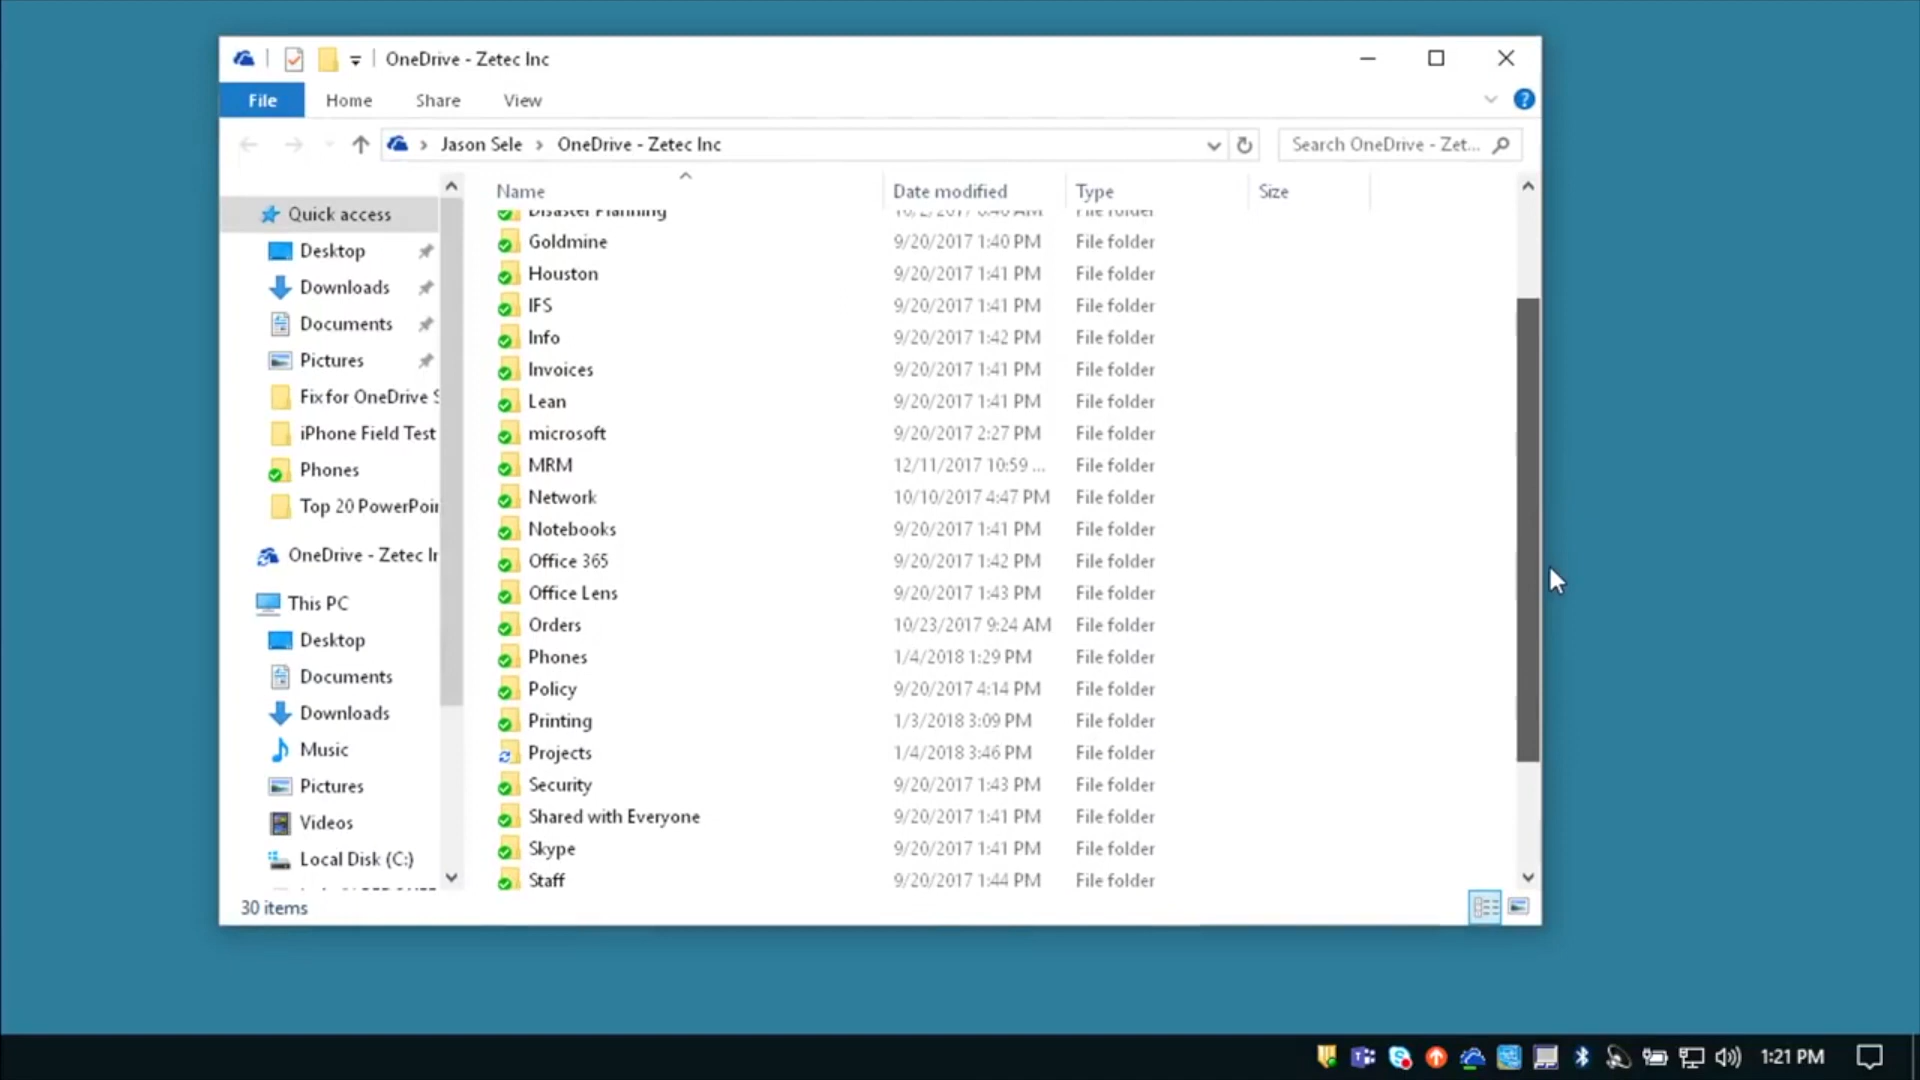 OneDrive - Zetec Inc
File Home Share View
Jason Sele OneDrive - Zetec Inc Search OneDrive - Zet...
Name Date modified Type Size
Quick access
Desktop
Downloads
Documents
Pictures
Fix for OneDrive S
iPhone Field Test
Phones
Top 20 PowerPoin
OneDrive - Zetec In
This PC
Desktop
Documents
Downloads
Music
Pictures
Videos
Local Disk (C:)
Disaster Planning File folder
Goldmine 9/20/2017 1:40 PM File folder
Houston 9/20/2017 1:41 PM File folder
IFS 9/20/2017 1:41 PM File folder
Info 9/20/2017 1:42 PM File folder
Invoices 9/20/2017 1:41 PM File folder
Lean 9/20/2017 1:41 PM File folder
microsoft 9/20/2017 2:27 PM File folder
MRM 12/11/2017 10:59 ... File folder
Network 10/10/2017 4:47 PM File folder
Notebooks 9/20/2017 1:41 PM File folder
Office 365 9/20/2017 1:42 PM File folder
Office Lens 9/20/2017 1:43 PM File folder
Orders 10/23/2017 9:24 AM File folder
Phones 1/4/2018 1:29 PM File folder
Policy 9/20/2017 4:14 PM File folder
Printing 1/3/2018 3:09 PM File folder
Projects 1/4/2018 3:46 PM File folder
Security 9/20/2017 1:43 PM File folder
Shared with Everyone 9/20/2017 1:41 PM File folder
Skype 9/20/2017 1:41 PM File folder
Staff 9/20/2017 1:44 PM File folder
30 items
1:21 PM